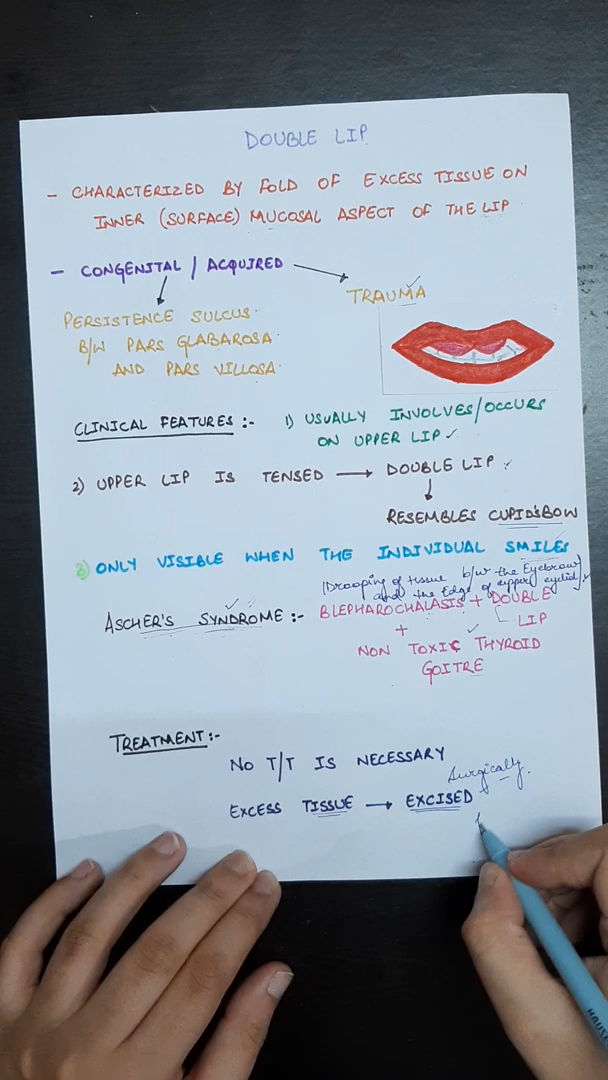 DOUBLE LIP
- CHARACTERIZED BY FOLD OF EXCESS TISSUE ON
INNER (SURFACE) MUCOSAL ASPECT OF THE LIP.
- CONGENITAL / ACQUIRED
TRAUMA
PERSISTENCE SULCUS
B/W PARS GLABAROSA
AND PARS VILLOSA
CLINICAL FEATURES :- 1) USUALLY INVOLVES/OCCURS
ON UPPER LIP
2) UPPER LIP IS TENSED → DOUBLE LIP
RESEMBLES CUPID'S BOW
3) ONLY VISIBLE WHEN THE INDIVIDUAL SMILES
(Drooping of tissue b/w the Eyebrow
and the Edge of upper eyelid)
ASCHER'S SYNDROME :- BLEPHAROCHALASIS + DOUBLE
LIP
+
NON TOXIC THYROID
GOITRE
TREATMENT :-
NO T/T IS NECESSARY
Surgically.
EXCESS TISSUE → EXCISED